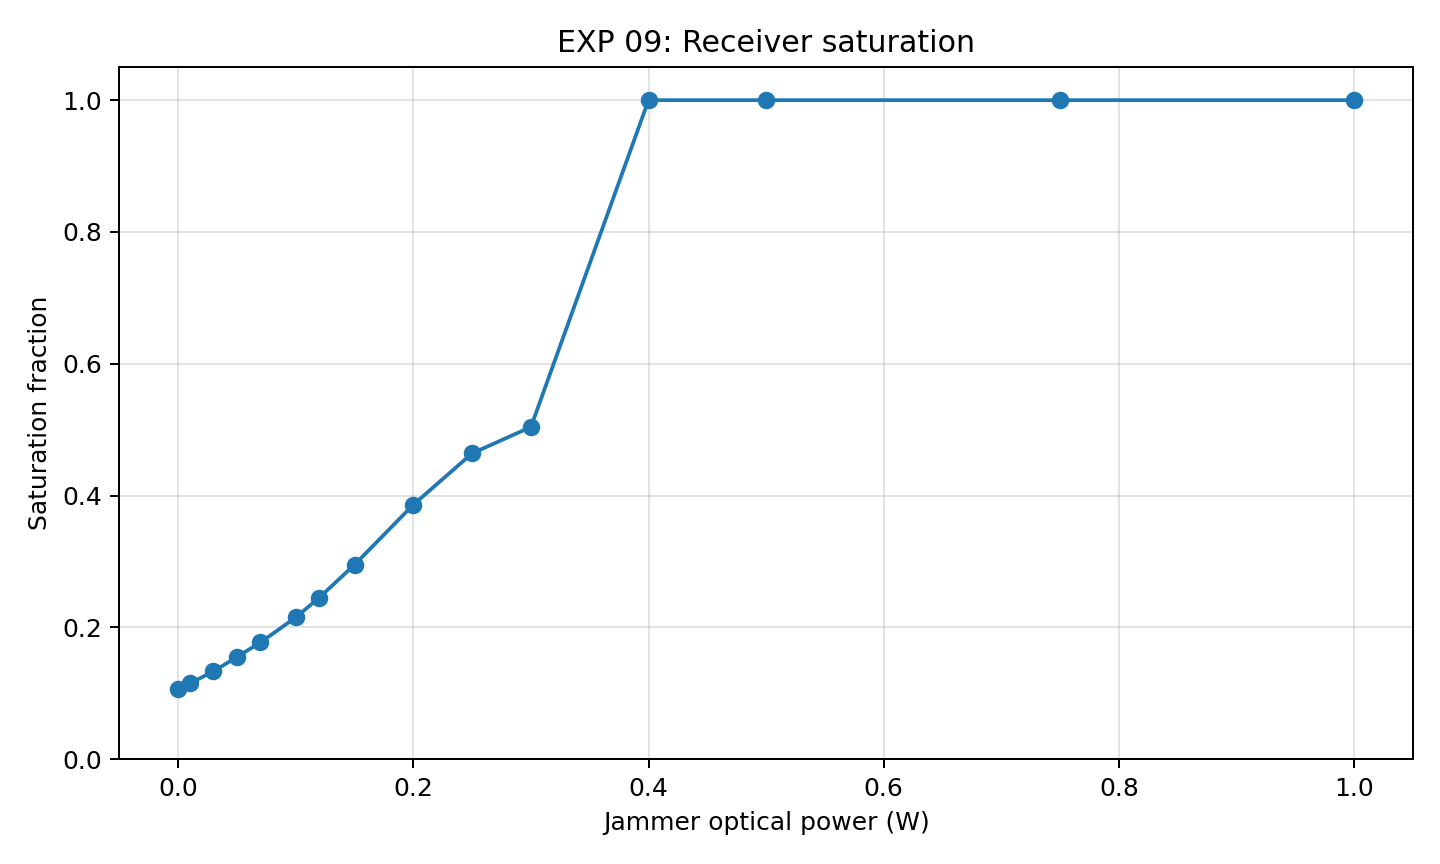 EXP 09: Receiver saturation
Saturation fraction
1.0
0.8
0.6
0.4
0.2
0.0
0.0 0.2 0.4 0.6 0.8 1.0
Jammer optical power (W)